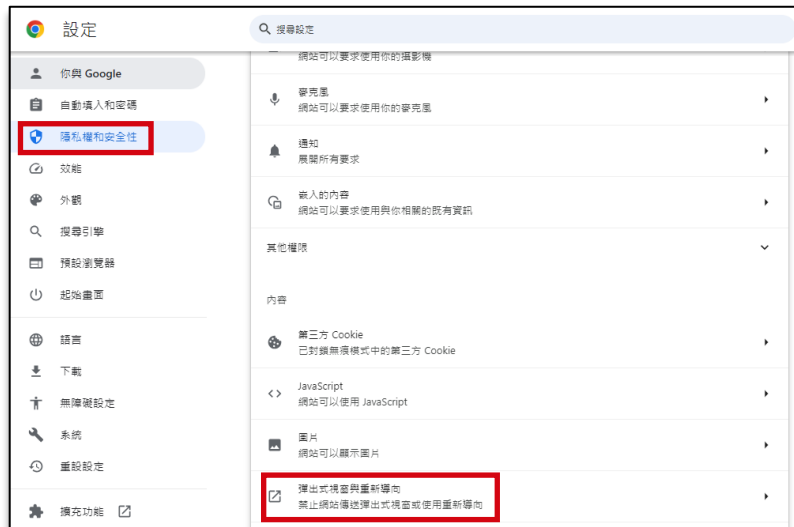 設定
搜尋設定
你與 Google
自動填入和密碼
隱私權和安全性
效能
外觀
搜尋引擎
預設瀏覽器
起始畫面
語言
下載
無障礙設定
系統
重設設定
擴充功能
網站可以要求使用你的攝影機
麥克風
網站可以要求使用你的麥克風
通知
展開所有要求
嵌入的內容
網站可以要求使用與你相關的既有資訊
其他權限
內容
第三方 Cookie
已封鎖無痕模式中的第三方 Cookie
JavaScript
網站可以使用 JavaScript
圖片
網站可以顯示圖片
彈出式視窗與重新導向
禁止網站傳送彈出式視窗或使用重新導向